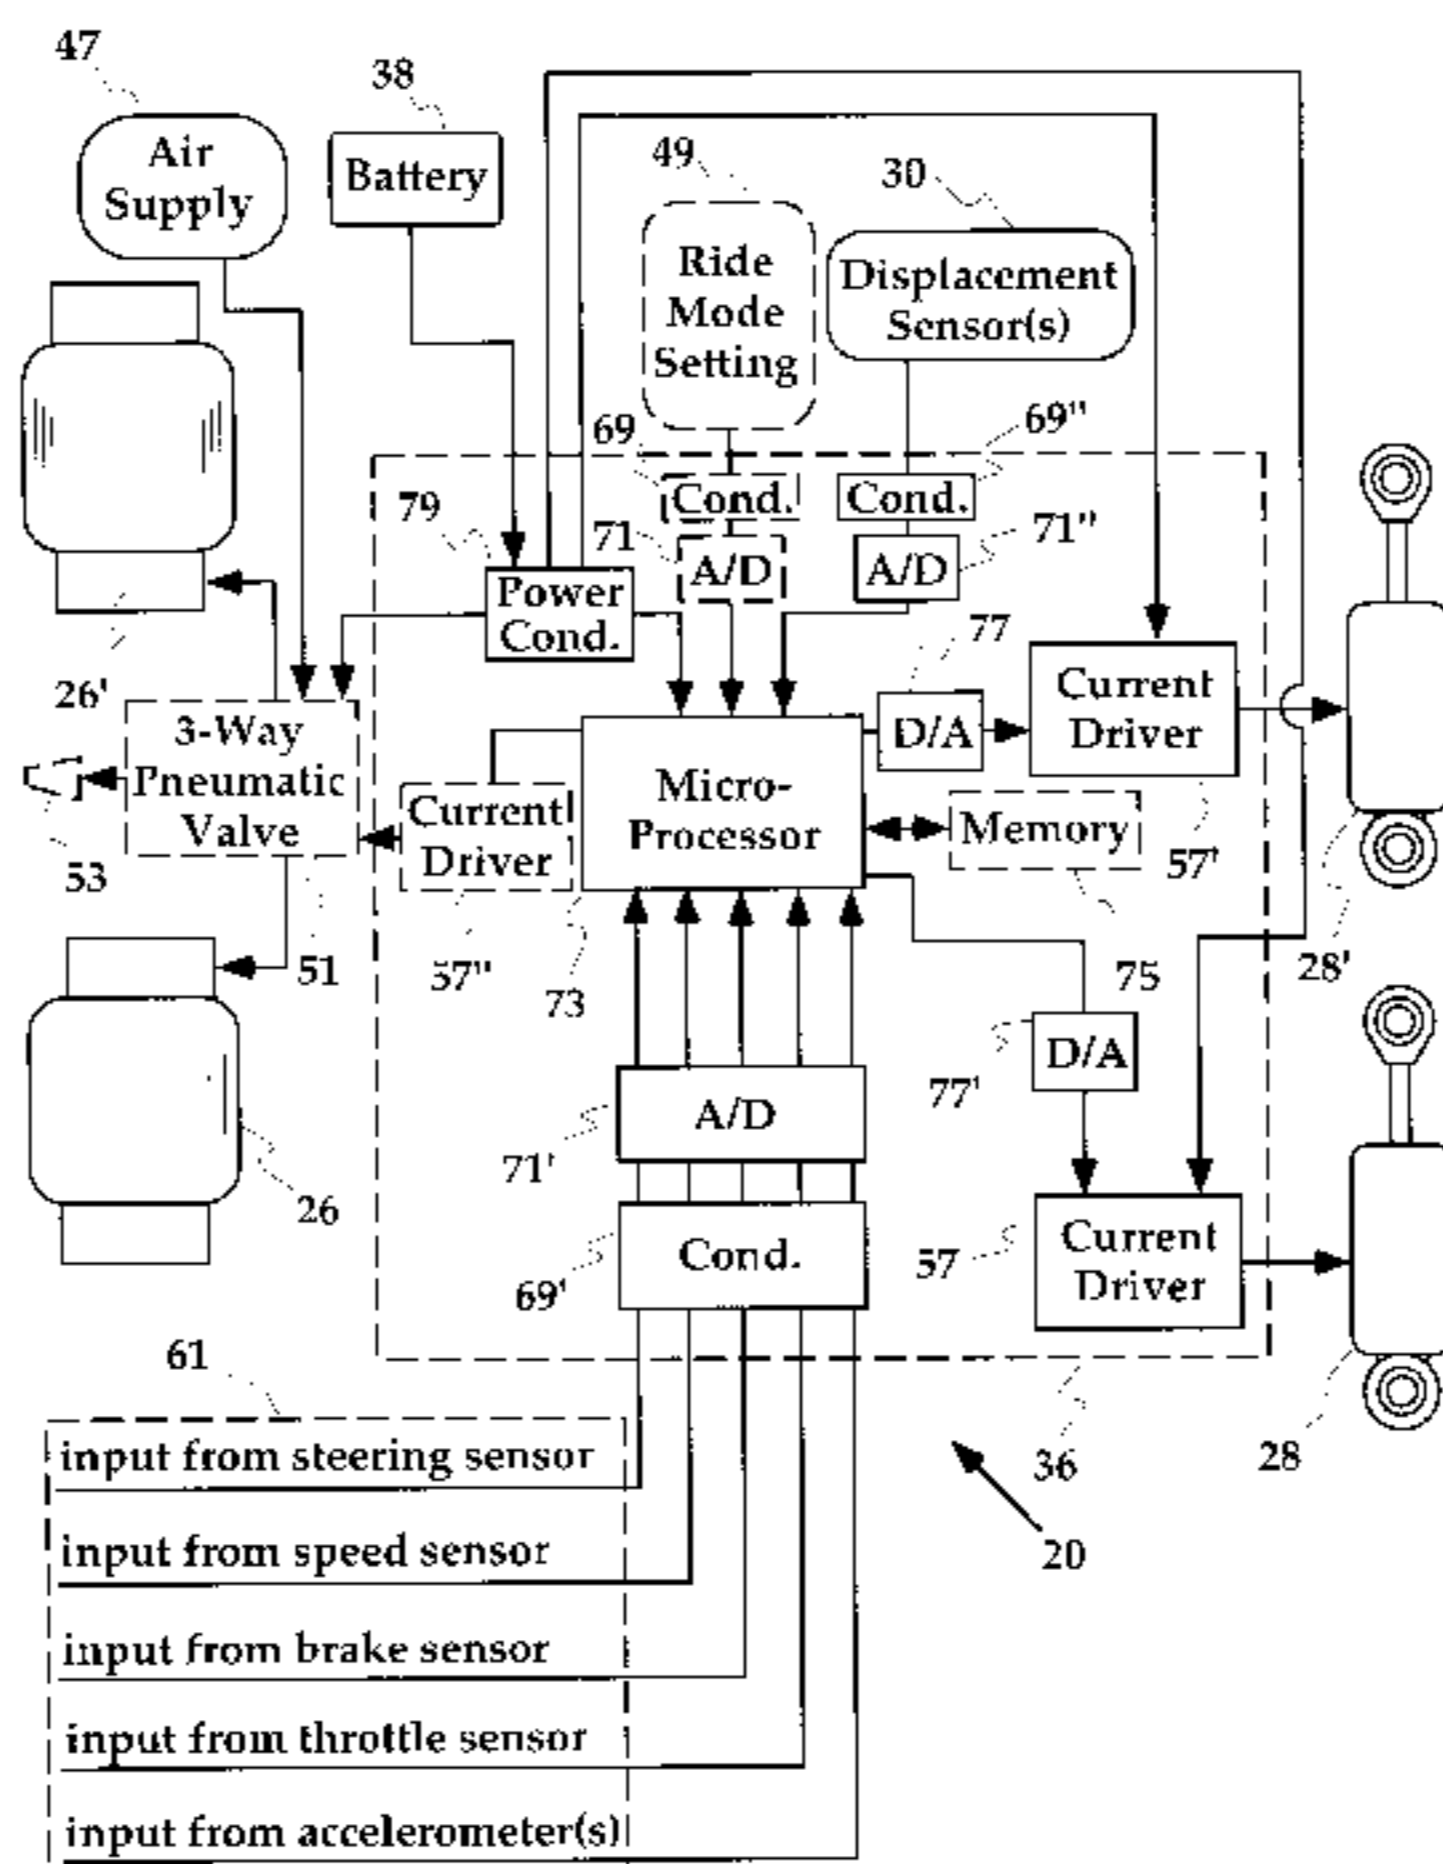 47
38
Air
Supply
Battery
49
30
Ride
Mode
Setting
Displacement
Sensor(s)
69
69"
79
Cond.
Cond.
71
71"
A/D
A/D
Power
Cond.
77
26'
3-Way
Pneumatic
Valve
53
Current
Driver
57"
Micro-
Processor
D/A
Current
Driver
Memory
57'
51
73
75
28'
77'
D/A
A/D
71'
26
Cond.
69'
57
Current
Driver
61
36
28
20
input from steering sensor
input from speed sensor
input from brake sensor
input from throttle sensor
input from accelerometer(s)